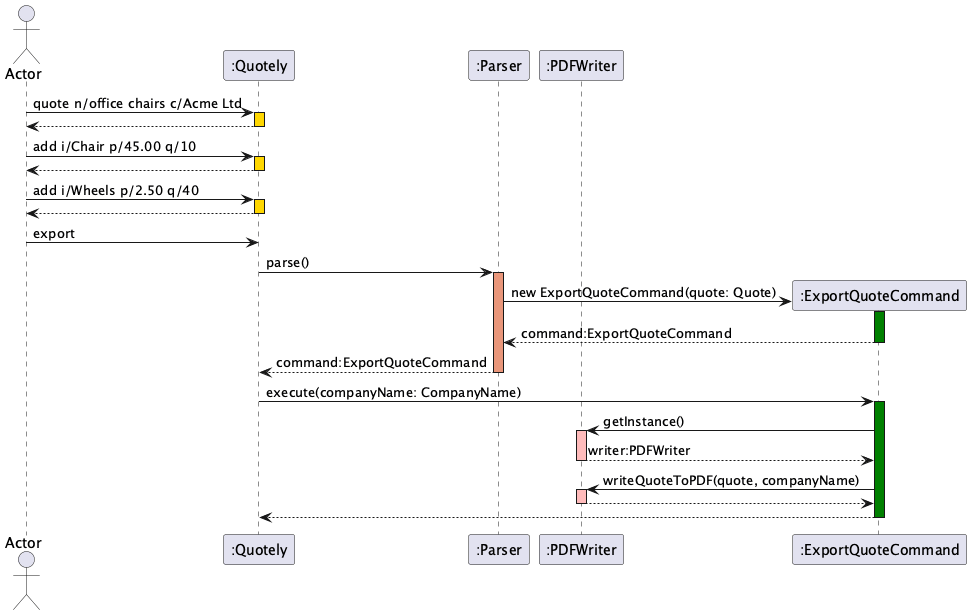 Actor
:Quotely
:Parser
:PDFWriter
quote n/office chairs c/Acme Ltd
add i/Chair p/45.00 q/10
add i/Wheels p/2.50 q/40
export
parse()
new ExportQuoteCommand(quote: Quote)
:ExportQuoteCommand
command:ExportQuoteCommand
command:ExportQuoteCommand
execute(companyName: CompanyName)
getInstance()
writer:PDFWriter
writeQuoteToPDF(quote, companyName)
Actor
:Quotely
:Parser
:PDFWriter
:ExportQuoteCommand